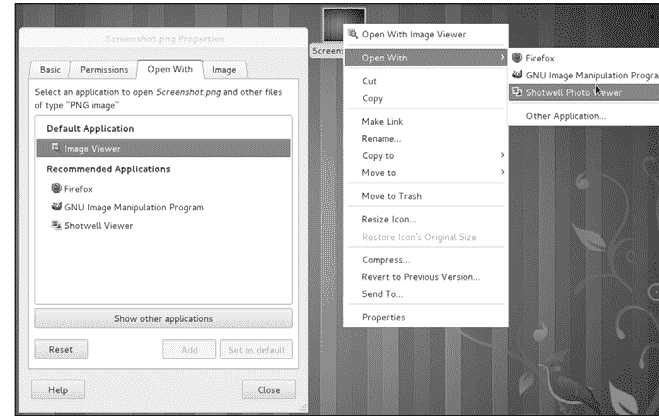 Screenshot.png Properties
Basic
Permissions
Open With
Image
Select an application to open Screenshot.png and other files
of type "PNG image"
Default Application
Image Viewer
Recommended Applications
Firefox
GNU Image Manipulation Program
Shotwell Viewer
Show other applications
Reset
Add
Set as default
Help
Close
Open With Image Viewer
Open With
Cut
Copy
Make Link
Rename...
Copy to
Move to
Move to Trash
Resize Icon...
Restore Icon's Original Size
Compress...
Revert to Previous Version...
Send To...
Properties
Firefox
GNU Image Manipulation Progra
Shotwell Photo Viewer
Other Application...